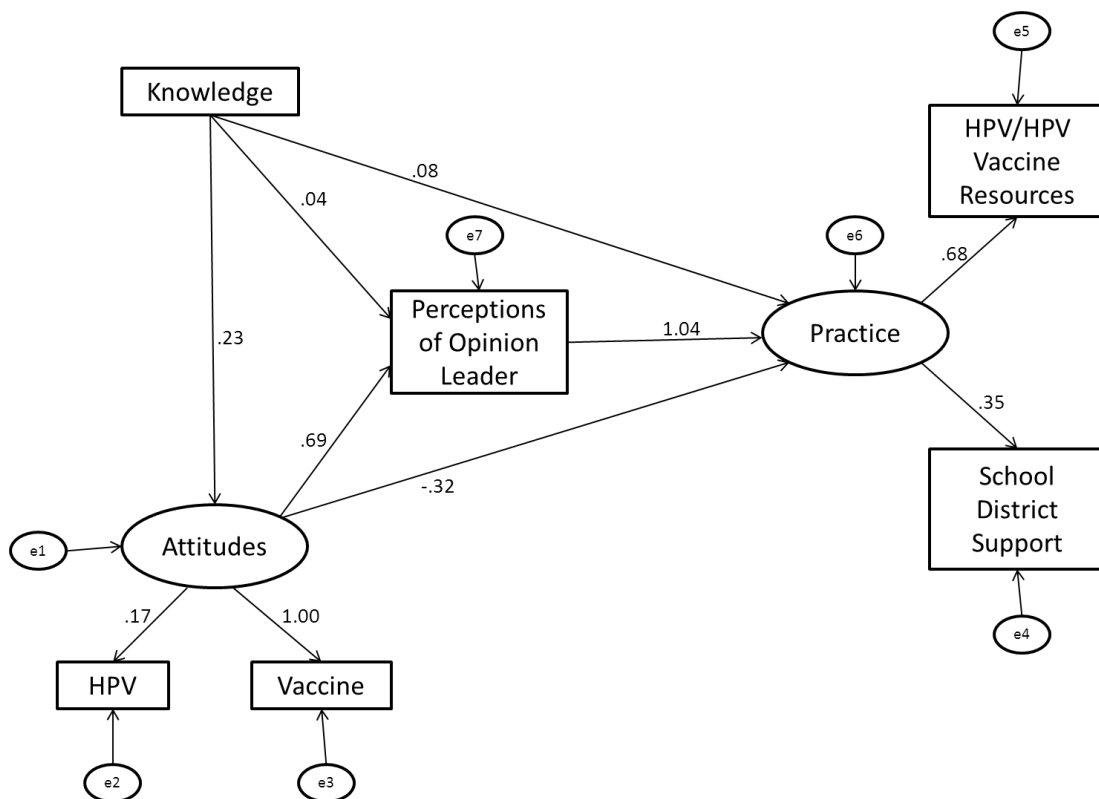 e5
Knowledge
HPV/HPV
Vaccine
Resources
.08
.04
e7
e6
.68
Perceptions
of Opinion
Leader
1.04
Practice
.23
.35
.69
-.32
School
District
Support
e1
Attitudes
.17
1.00
e4
HPV
Vaccine
e2
e3